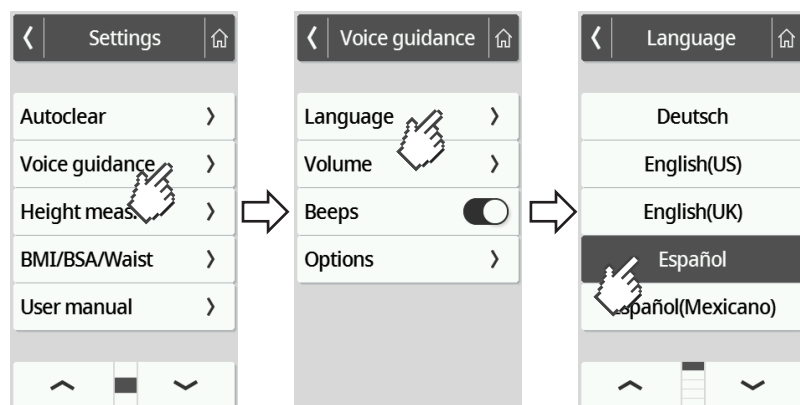 Settings
Autoclear
Voice guidance
Height meas.
BMI/BSA/Waist
User manual
Voice guidance
Language
Volume
Beeps
Options
Language
Deutsch
English(US)
English(UK)
Español
Español(Mexicano)